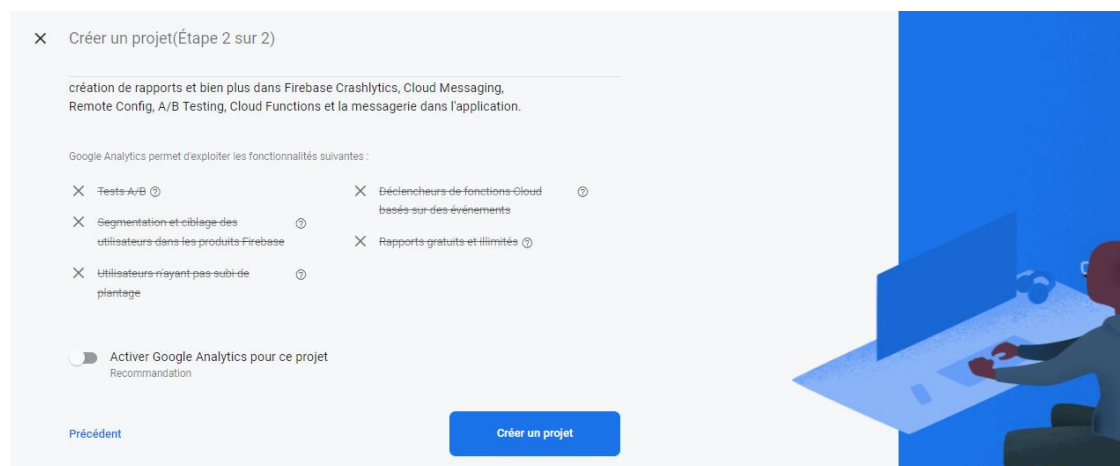 Créer un projet(Étape 2 sur 2)
création de rapports et bien plus dans Firebase Crashlytics, Cloud Messaging,
Remote Config, A/B Testing, Cloud Functions et la messagerie dans l'application.
Google Analytics permet d'exploiter les fonctionnalités suivantes :
Tests A/B
Segmentation et ciblage des
utilisateurs dans les produits Firebase
Utilisateurs n'ayant pas subi de
plantage
Déclencheurs de fonctions Cloud
basés sur des événements
Rapports gratuits et illimités
Activer Google Analytics pour ce projet
Recommandation
Précédent
Créer un projet